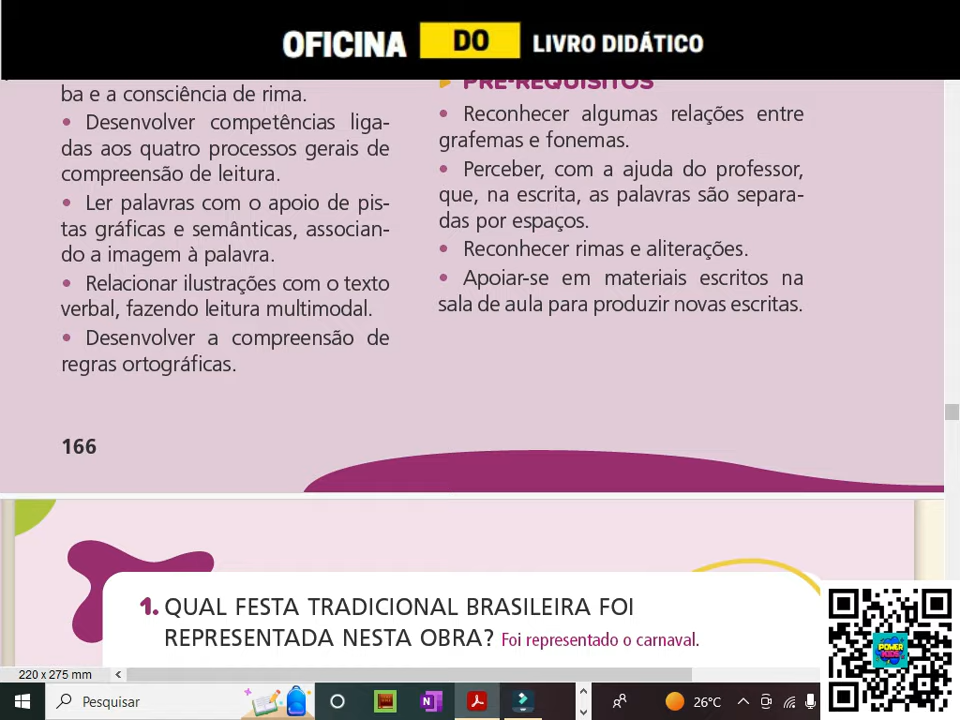 OFICINA DO LIVRO DIDÁTICO
ba e a consciência de rima.
• Desenvolver competências liga-
das aos quatro processos gerais de
compreensão de leitura.
• Ler palavras com o apoio de pis-
tas gráficas e semânticas, associan-
do a imagem à palavra.
• Relacionar ilustrações com o texto
verbal, fazendo leitura multimodal.
• Desenvolver a compreensão de
regras ortográficas.
166
PRÉ-REQUISITOS
• Reconhecer algumas relações entre
grafemas e fonemas.
• Perceber, com a ajuda do professor,
que, na escrita, as palavras são separa-
das por espaços.
• Reconhecer rimas e aliterações.
• Apoiar-se em materiais escritos na
sala de aula para produzir novas escritas.
1. QUAL FESTA TRADICIONAL BRASILEIRA FOI
REPRESENTADA NESTA OBRA? Foi representado o carnaval.
POWER
KIDS
220 x 275 mm
Pesquisar
26°C